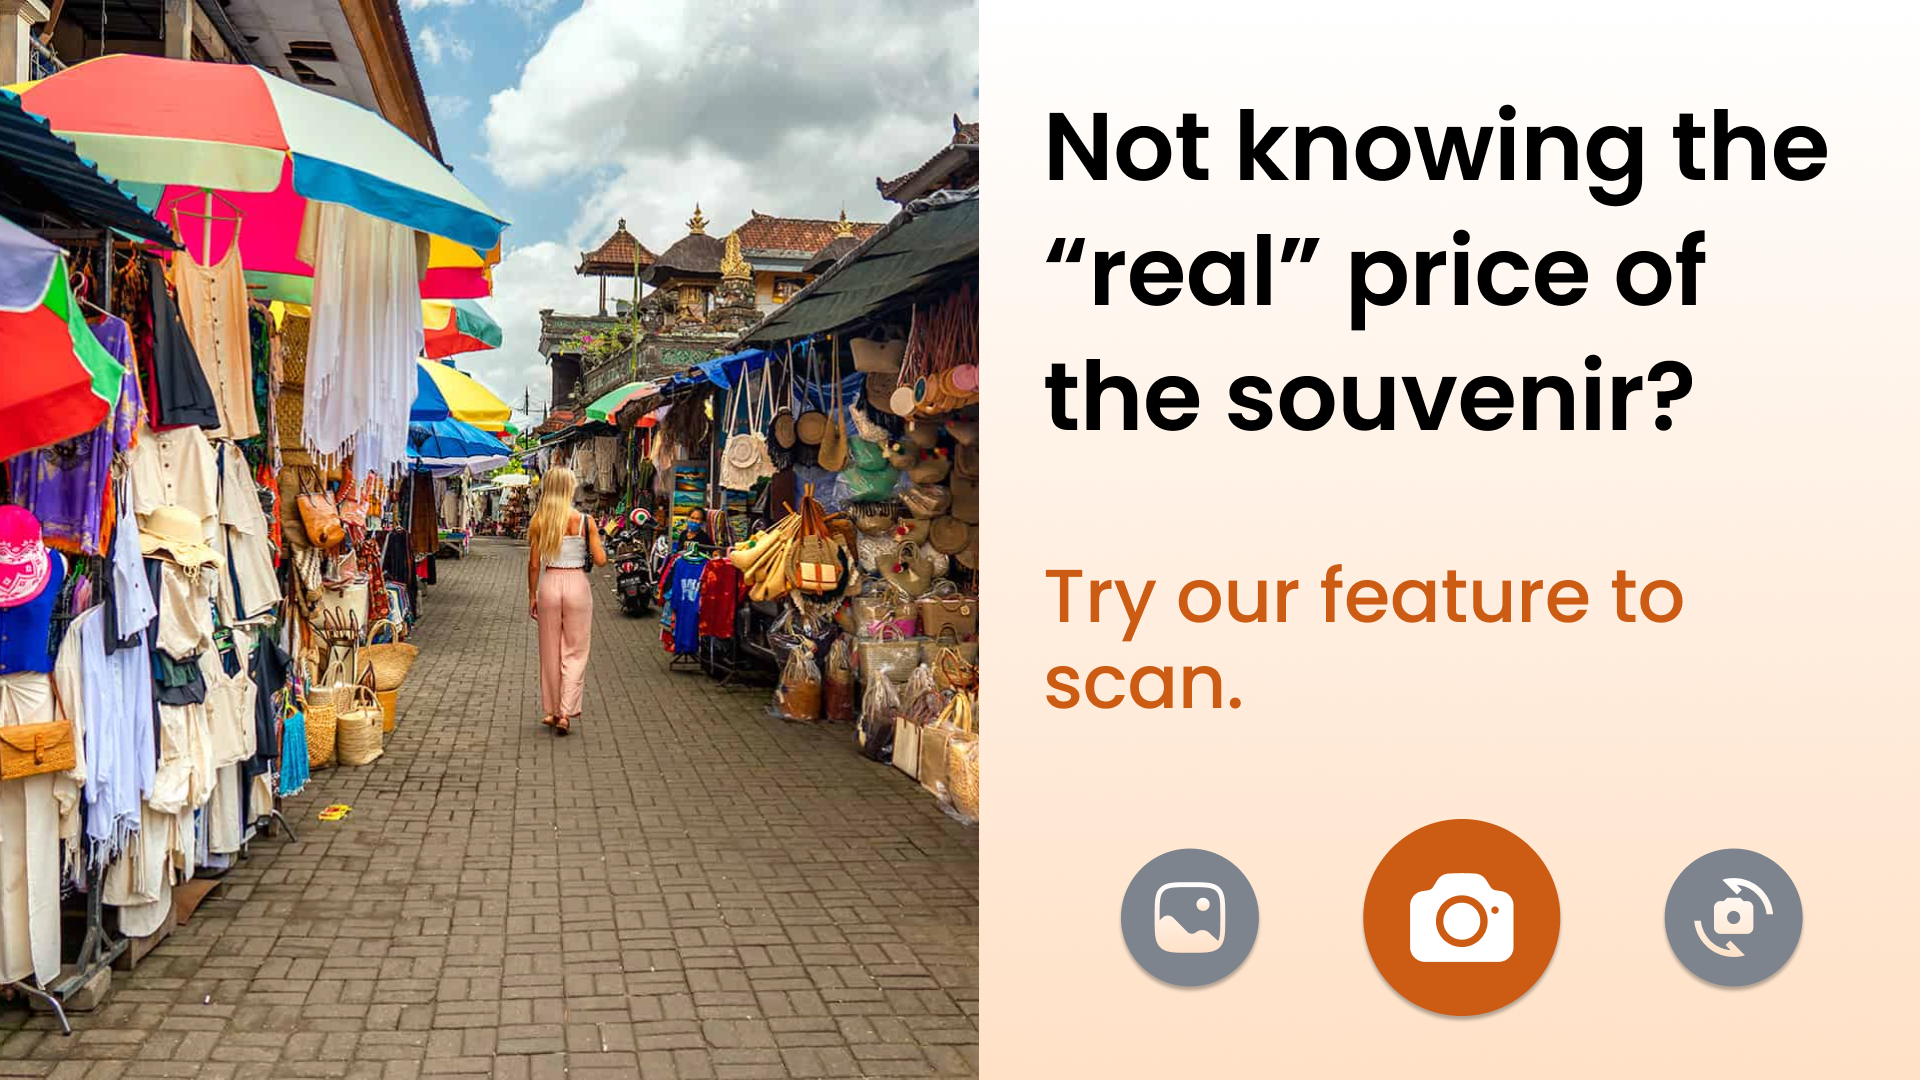 Not knowing the
“real” price of
the souvenir?
Try our feature to
scan.